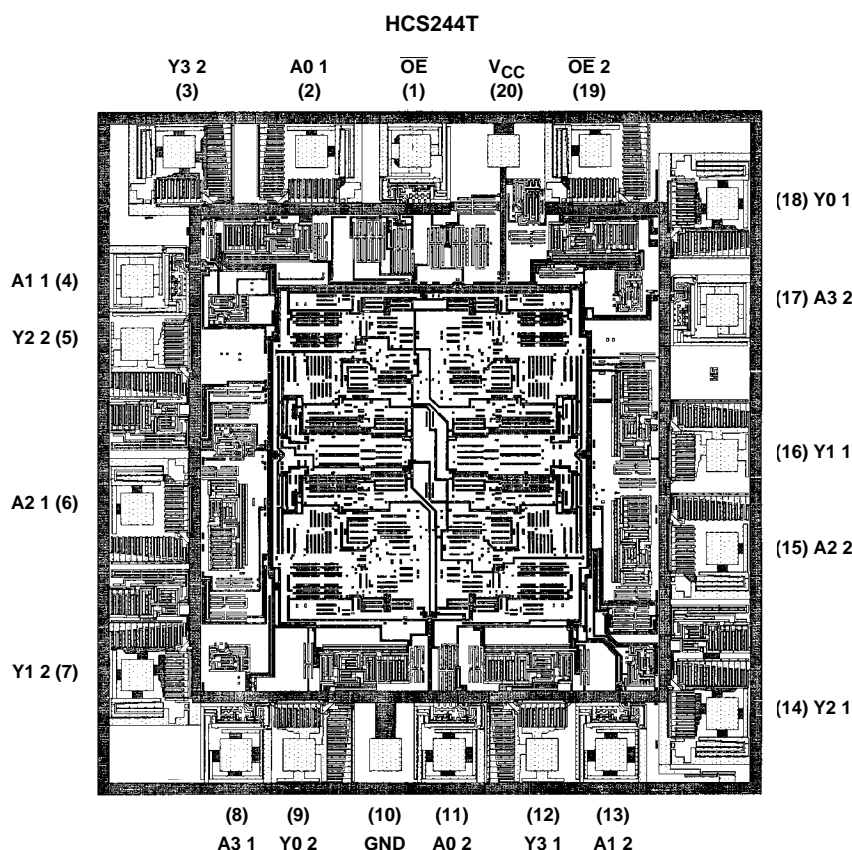 HCS244T
Y3 2 A0 1 OE VCC OE 2
(3) (2) (1) (20) (19)
(18) Y0 1
A1 1 (4)
(17) A3 2
Y2 2 (5)
(16) Y1 1
A2 1 (6)
(15) A2 2
Y1 2 (7)
(14) Y2 1
(8) (9) (10) (11) (12) (13)
A3 1 Y0 2 GND A0 2 Y3 1 A1 2